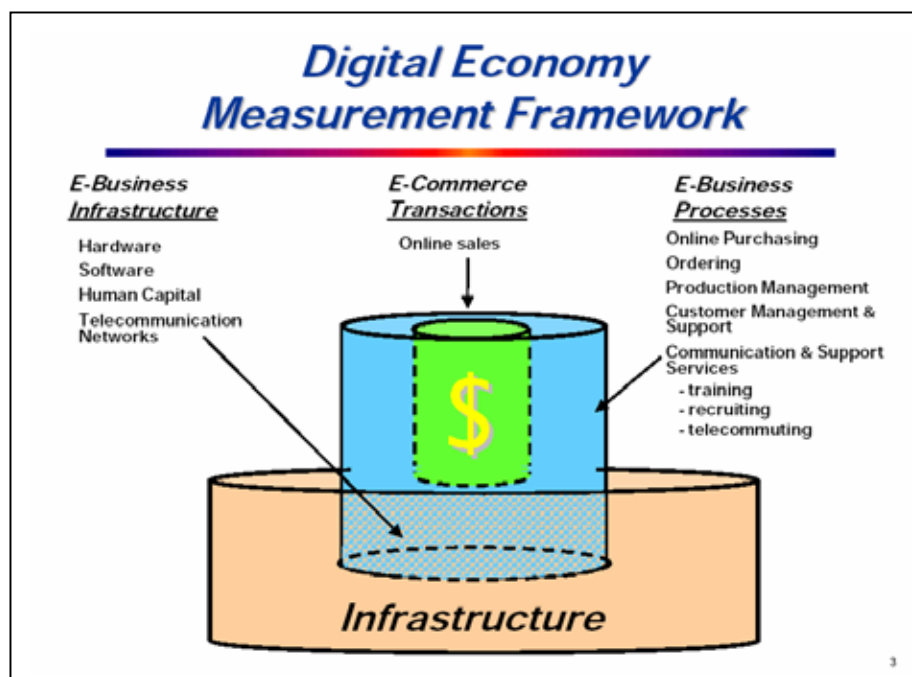 Digital Economy
Measurement Framework
E-Business
Infrastructure
Hardware
Software
Human Capital
Telecommunication
Networks
E-Commerce
Transactions
Online sales
E-Business
Processes
Online Purchasing
Ordering
Production Management
Customer Management &
Support
Communication & Support
Services
- training
- recruiting
- telecommuting
$
Infrastructure
3